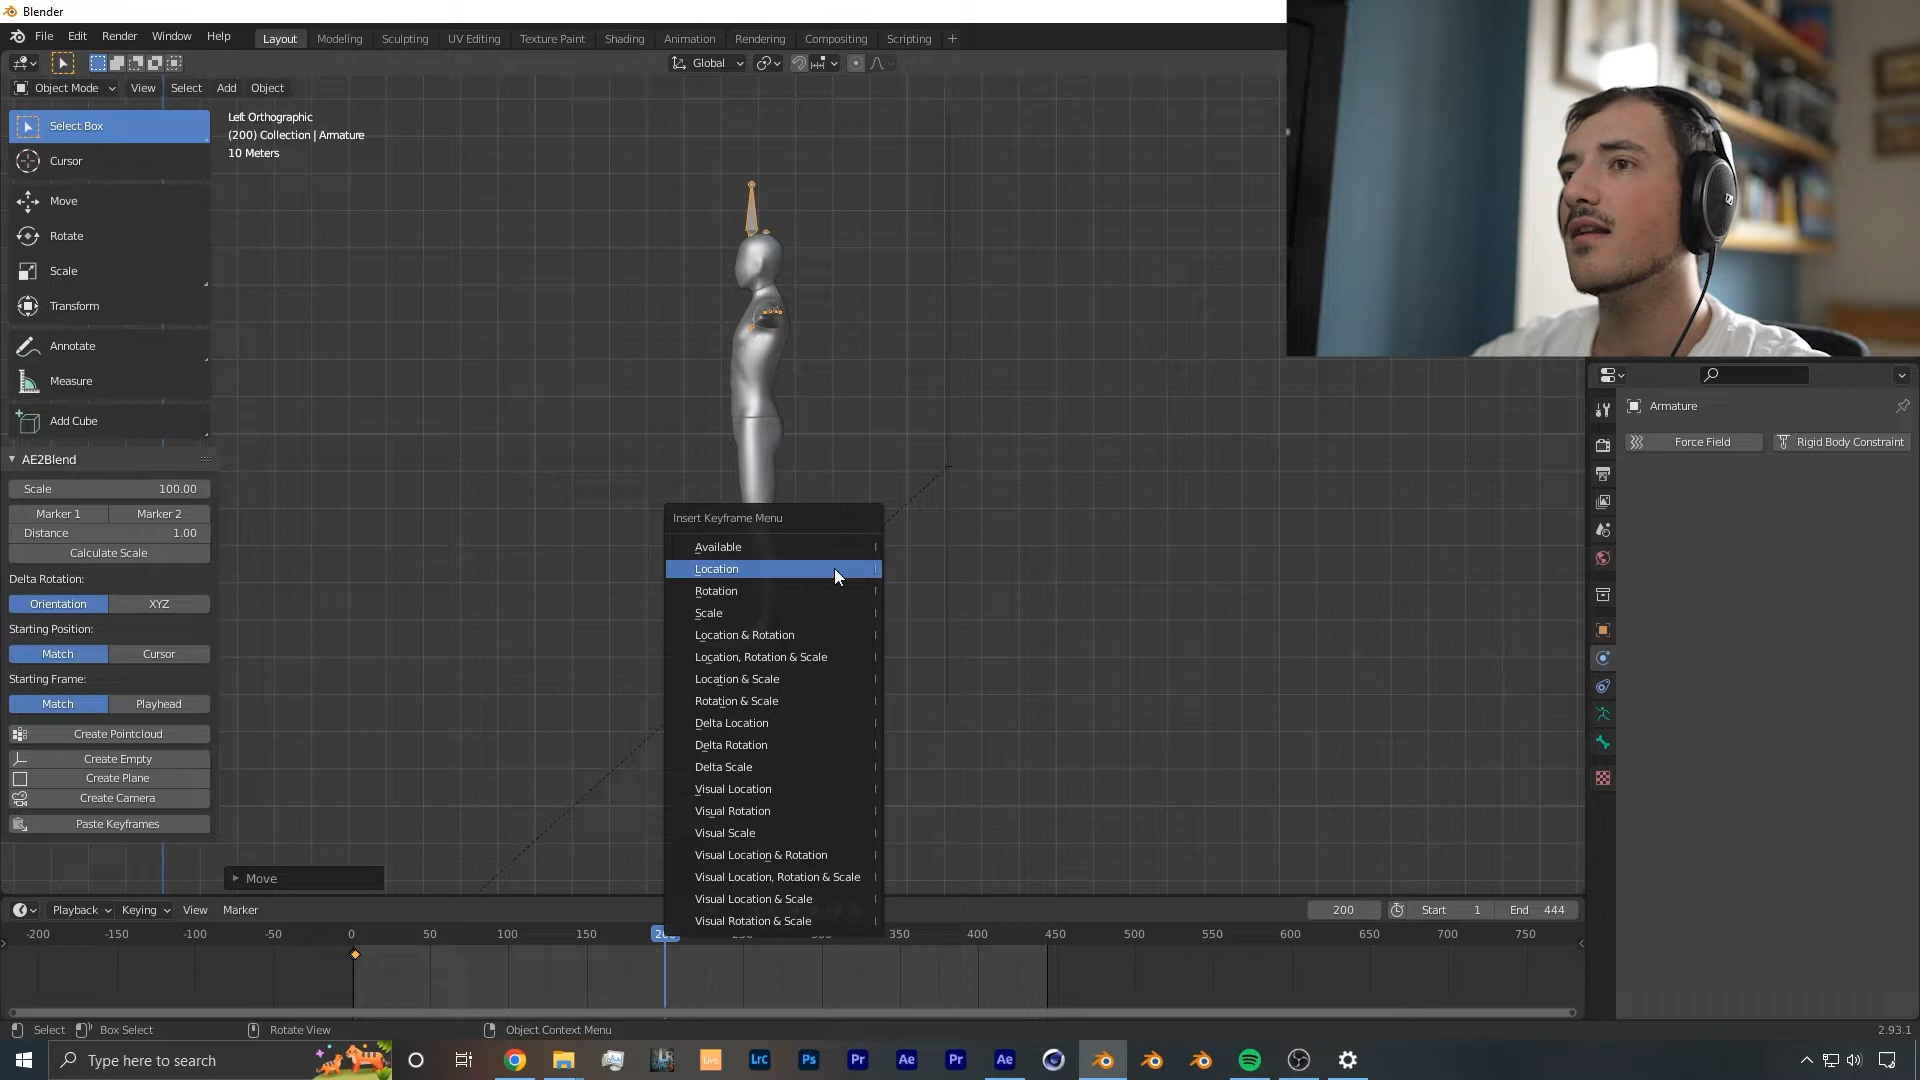 Blender
File Edit Render Window Help
Layout Modeling Sculpting UV Editing Texture Paint Shading Animation Rendering Compositing Scripting +
Global
Object Mode View Select Add Object
Select Box
Cursor
Move
Rotate
Scale
Transform
Annotate
Measure
Add Cube
Left Orthographic
(200) Collection | Armature
10 Meters
AE2Blend
Scale 100.00
Marker 1 Marker 2
Distance 1.00
Calculate Scale
Delta Rotation:
Orientation XYZ
Starting Position:
Match Cursor
Starting Frame:
Match Playhead
Create Pointcloud
Create Empty
Create Plane
Create Camera
Paste Keyframes
Move
Insert Keyframe Menu
Available I
Location I
Rotation I
Scale I
Location & Rotation I
Location, Rotation & Scale I
Location & Scale I
Rotation & Scale I
Delta Location I
Delta Rotation I
Delta Scale I
Visual Location I
Visual Rotation I
Visual Scale I
Visual Location & Rotation I
Visual Location, Rotation & Scale I
Visual Location & Scale I
Visual Rotation & Scale I
Armature
Force Field Rigid Body Constraint
Playback Keying View Marker
200 Start 1 End 444
-200 -150 -100 -50 0 50 100 150 350 400 450 500 550 600 650 700 750
Select Box Select Rotate View Object Context Menu 2.93.1
Type here to search
Live Lrc Ps Pr Ae Pr Ae